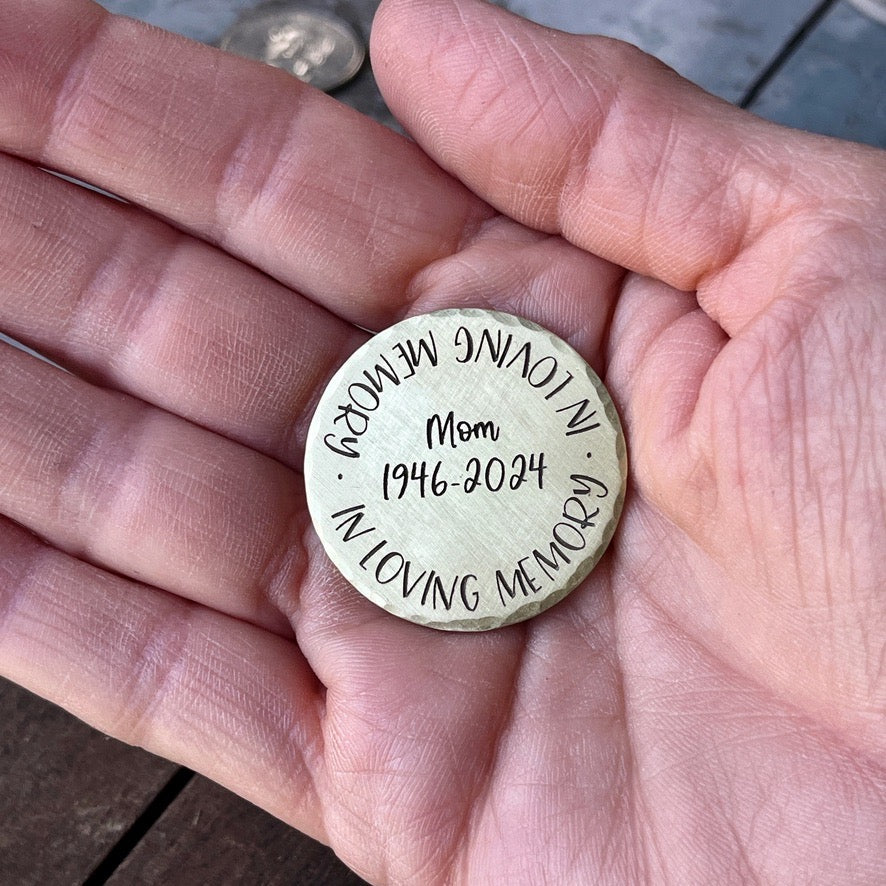 IN LOVING MEMORY · IN LOVING MEMORY ·
Mom
1946-2024